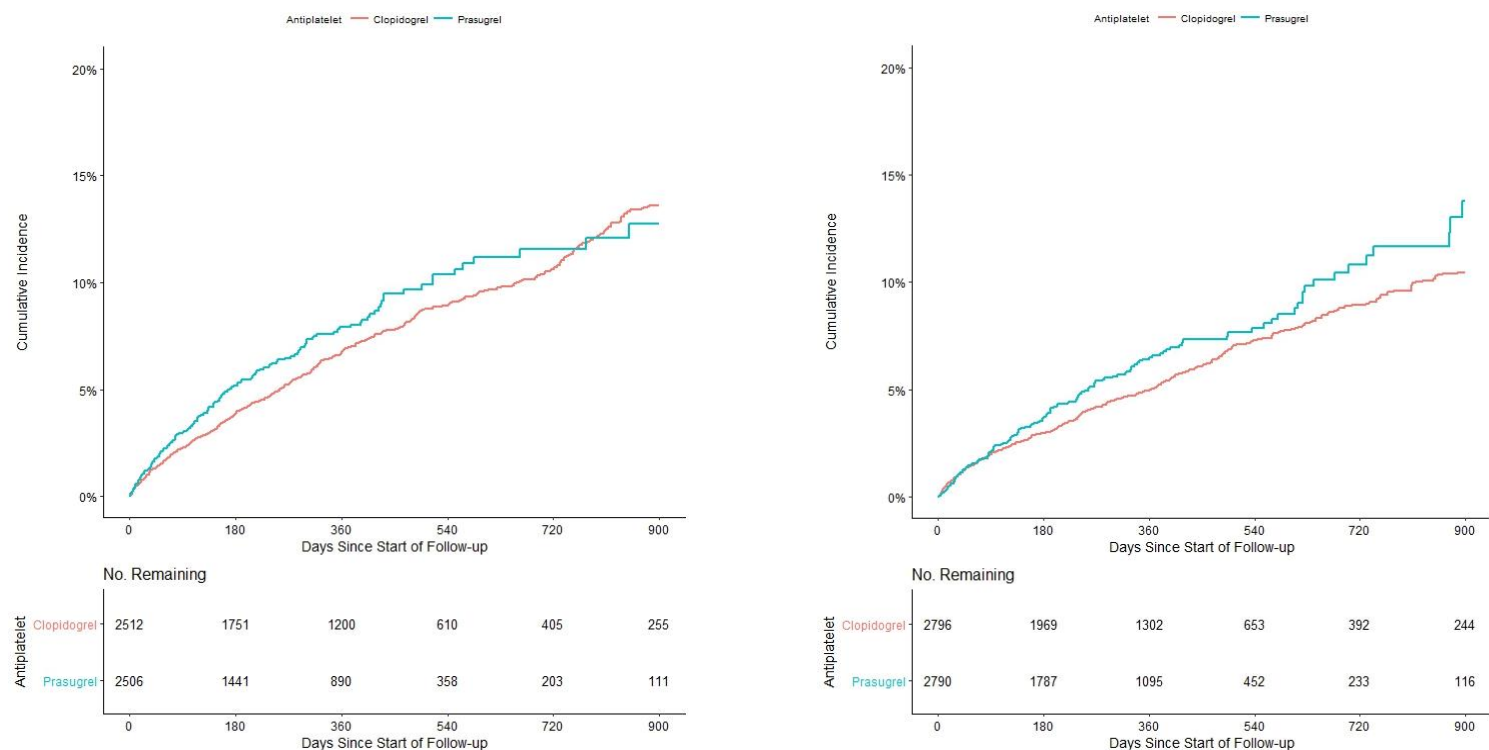 Antiplatelet Clopidogrel Prasugrel
20%
15%
10%
5%
0%
Cumulative Incidence
0 180 360 540 720 900
Days Since Start of Follow-up
No. Remaining
Antiplatelet
Clopidogrel 2512 1751 1200 610 405 255
Prasugrel 2506 1441 890 358 203 111
0 180 360 540 720 900
Days Since Start of Follow-up
Antiplatelet Clopidogrel Prasugrel
20%
15%
10%
5%
0%
Cumulative Incidence
0 180 360 540 720 900
Days Since Start of Follow-up
No. Remaining
Antiplatelet
Clopidogrel 2796 1969 1302 653 392 244
Prasugrel 2790 1787 1095 452 233 116
0 180 360 540 720 900
Days Since Start of Follow-up